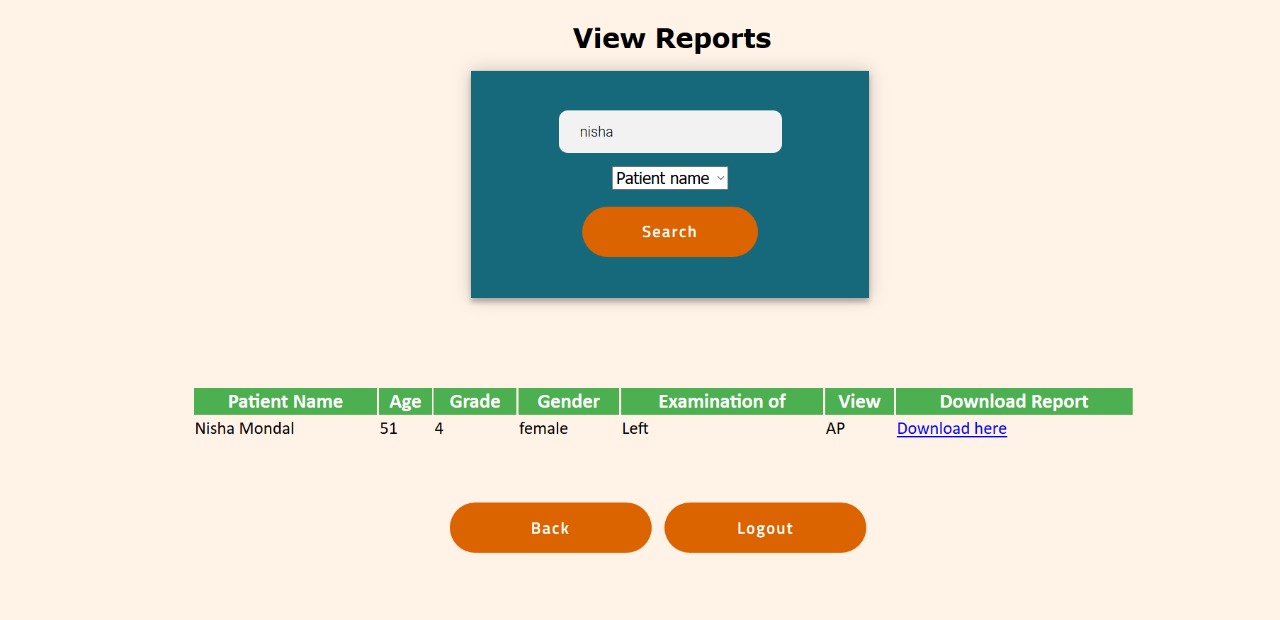 View Reports
nisha
Patient name
Search
Patient Name Age Grade Gender Examination of View Download Report
Nisha Mondal 51 4 female Left AP Download here
Back Logout